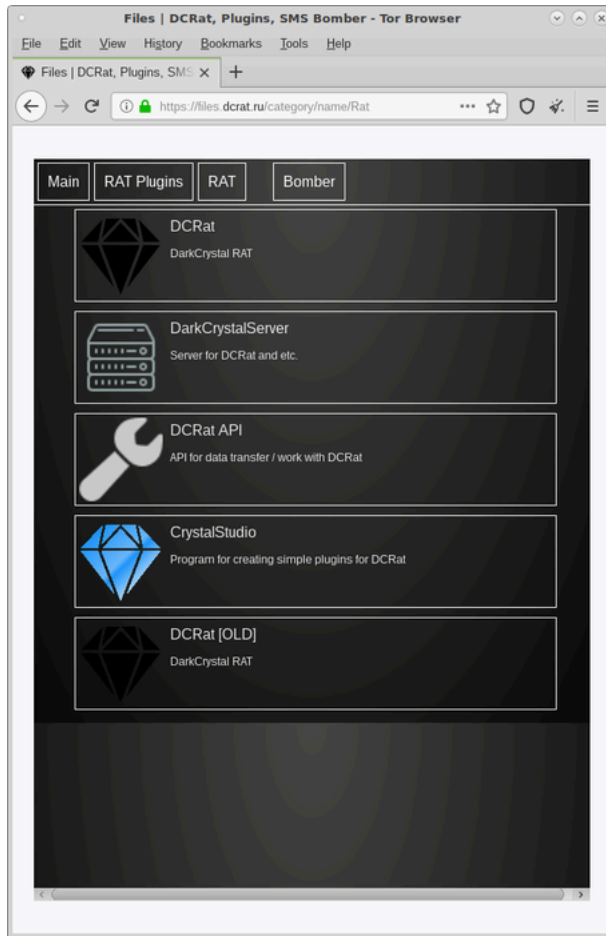 Files | DCRat, Plugins, SMS Bomber - Tor Browser
File Edit View History Bookmarks Tools Help
Files | DCRat, Plugins, SMS
https://files.dcrat.ru/category/name/Rat
Main RAT Plugins RAT Bomber
DCRat
DarkCrystal RAT
DarkCrystalServer
Server for DCRat and etc.
DCRat API
API for data transfer / work with DCRat
CrystalStudio
Program for creating simple plugins for DCRat
DCRat [OLD]
DarkCrystal RAT